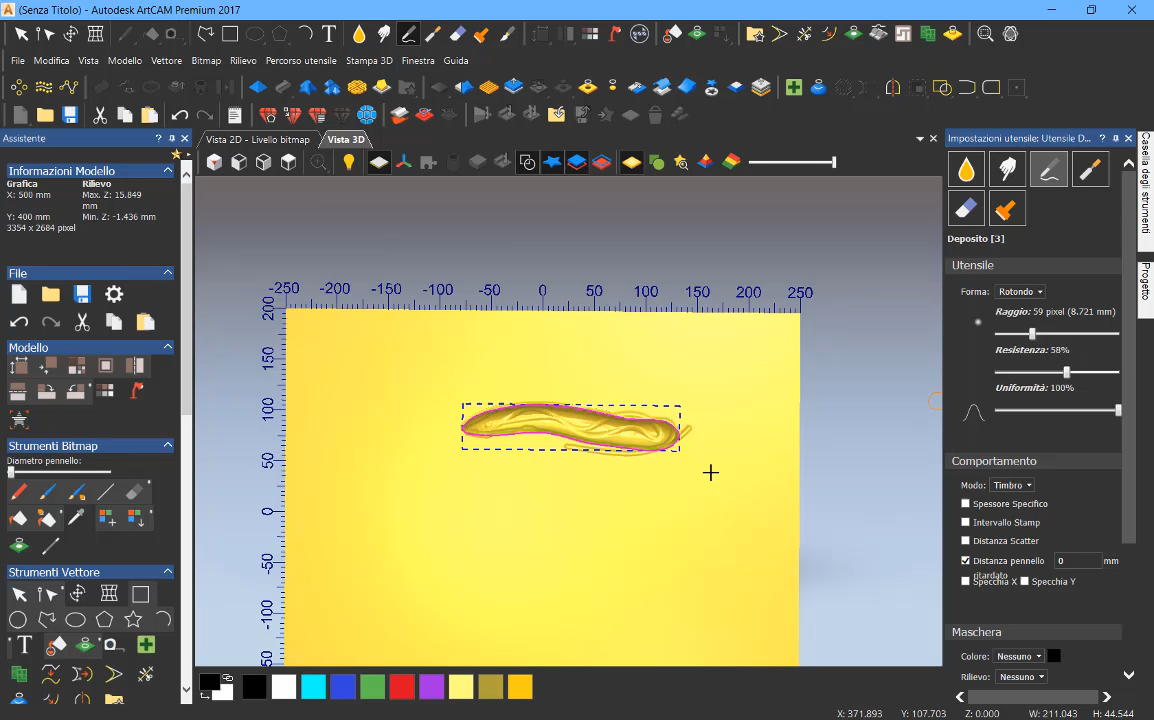 (Senza Titolo) - Autodesk ArtCAM Premium 2017
File Modifica Vista Modello Vettore Bitmap Rilievo Percorso utensile Stampa 3D Finestra Guida
Assistente ?
Vista 2D - Livello bitmap Vista 3D
Impostazioni utensile: Utensile D... ?
Informazioni Modello
Grafica Rilievo
X: 500 mm Max. Z: 15.849
mm
Y: 400 mm Min. Z: -1.436 mm
3354 x 2684 pixel
File
Modello
Strumenti Bitmap
Diametro pennello:
Strumenti Vettore
-250 -200 -150 -100 -50 0 50 100 150 200 250
200
150
100
50
0
-50
-100
-150
Deposito [3]
Utensile
Forma: Rotondo
Raggio: 59 pixel (8.721 mm)
Resistenza: 58%
Uniformità: 100%
Comportamento
Modo: Timbro
Spessore Specifico
Intervallo Stamp
Distanza Scatter
Distanza pennello 0 mm
ritardato
Specchia X Specchia Y
Maschera
Colore: Nessuno
Rilievo: Nessuno
Casella degli strumenti
Progetto
X: 371.893 Y: 107.703 Z: 0.000 W: 211.043 H: 44.544